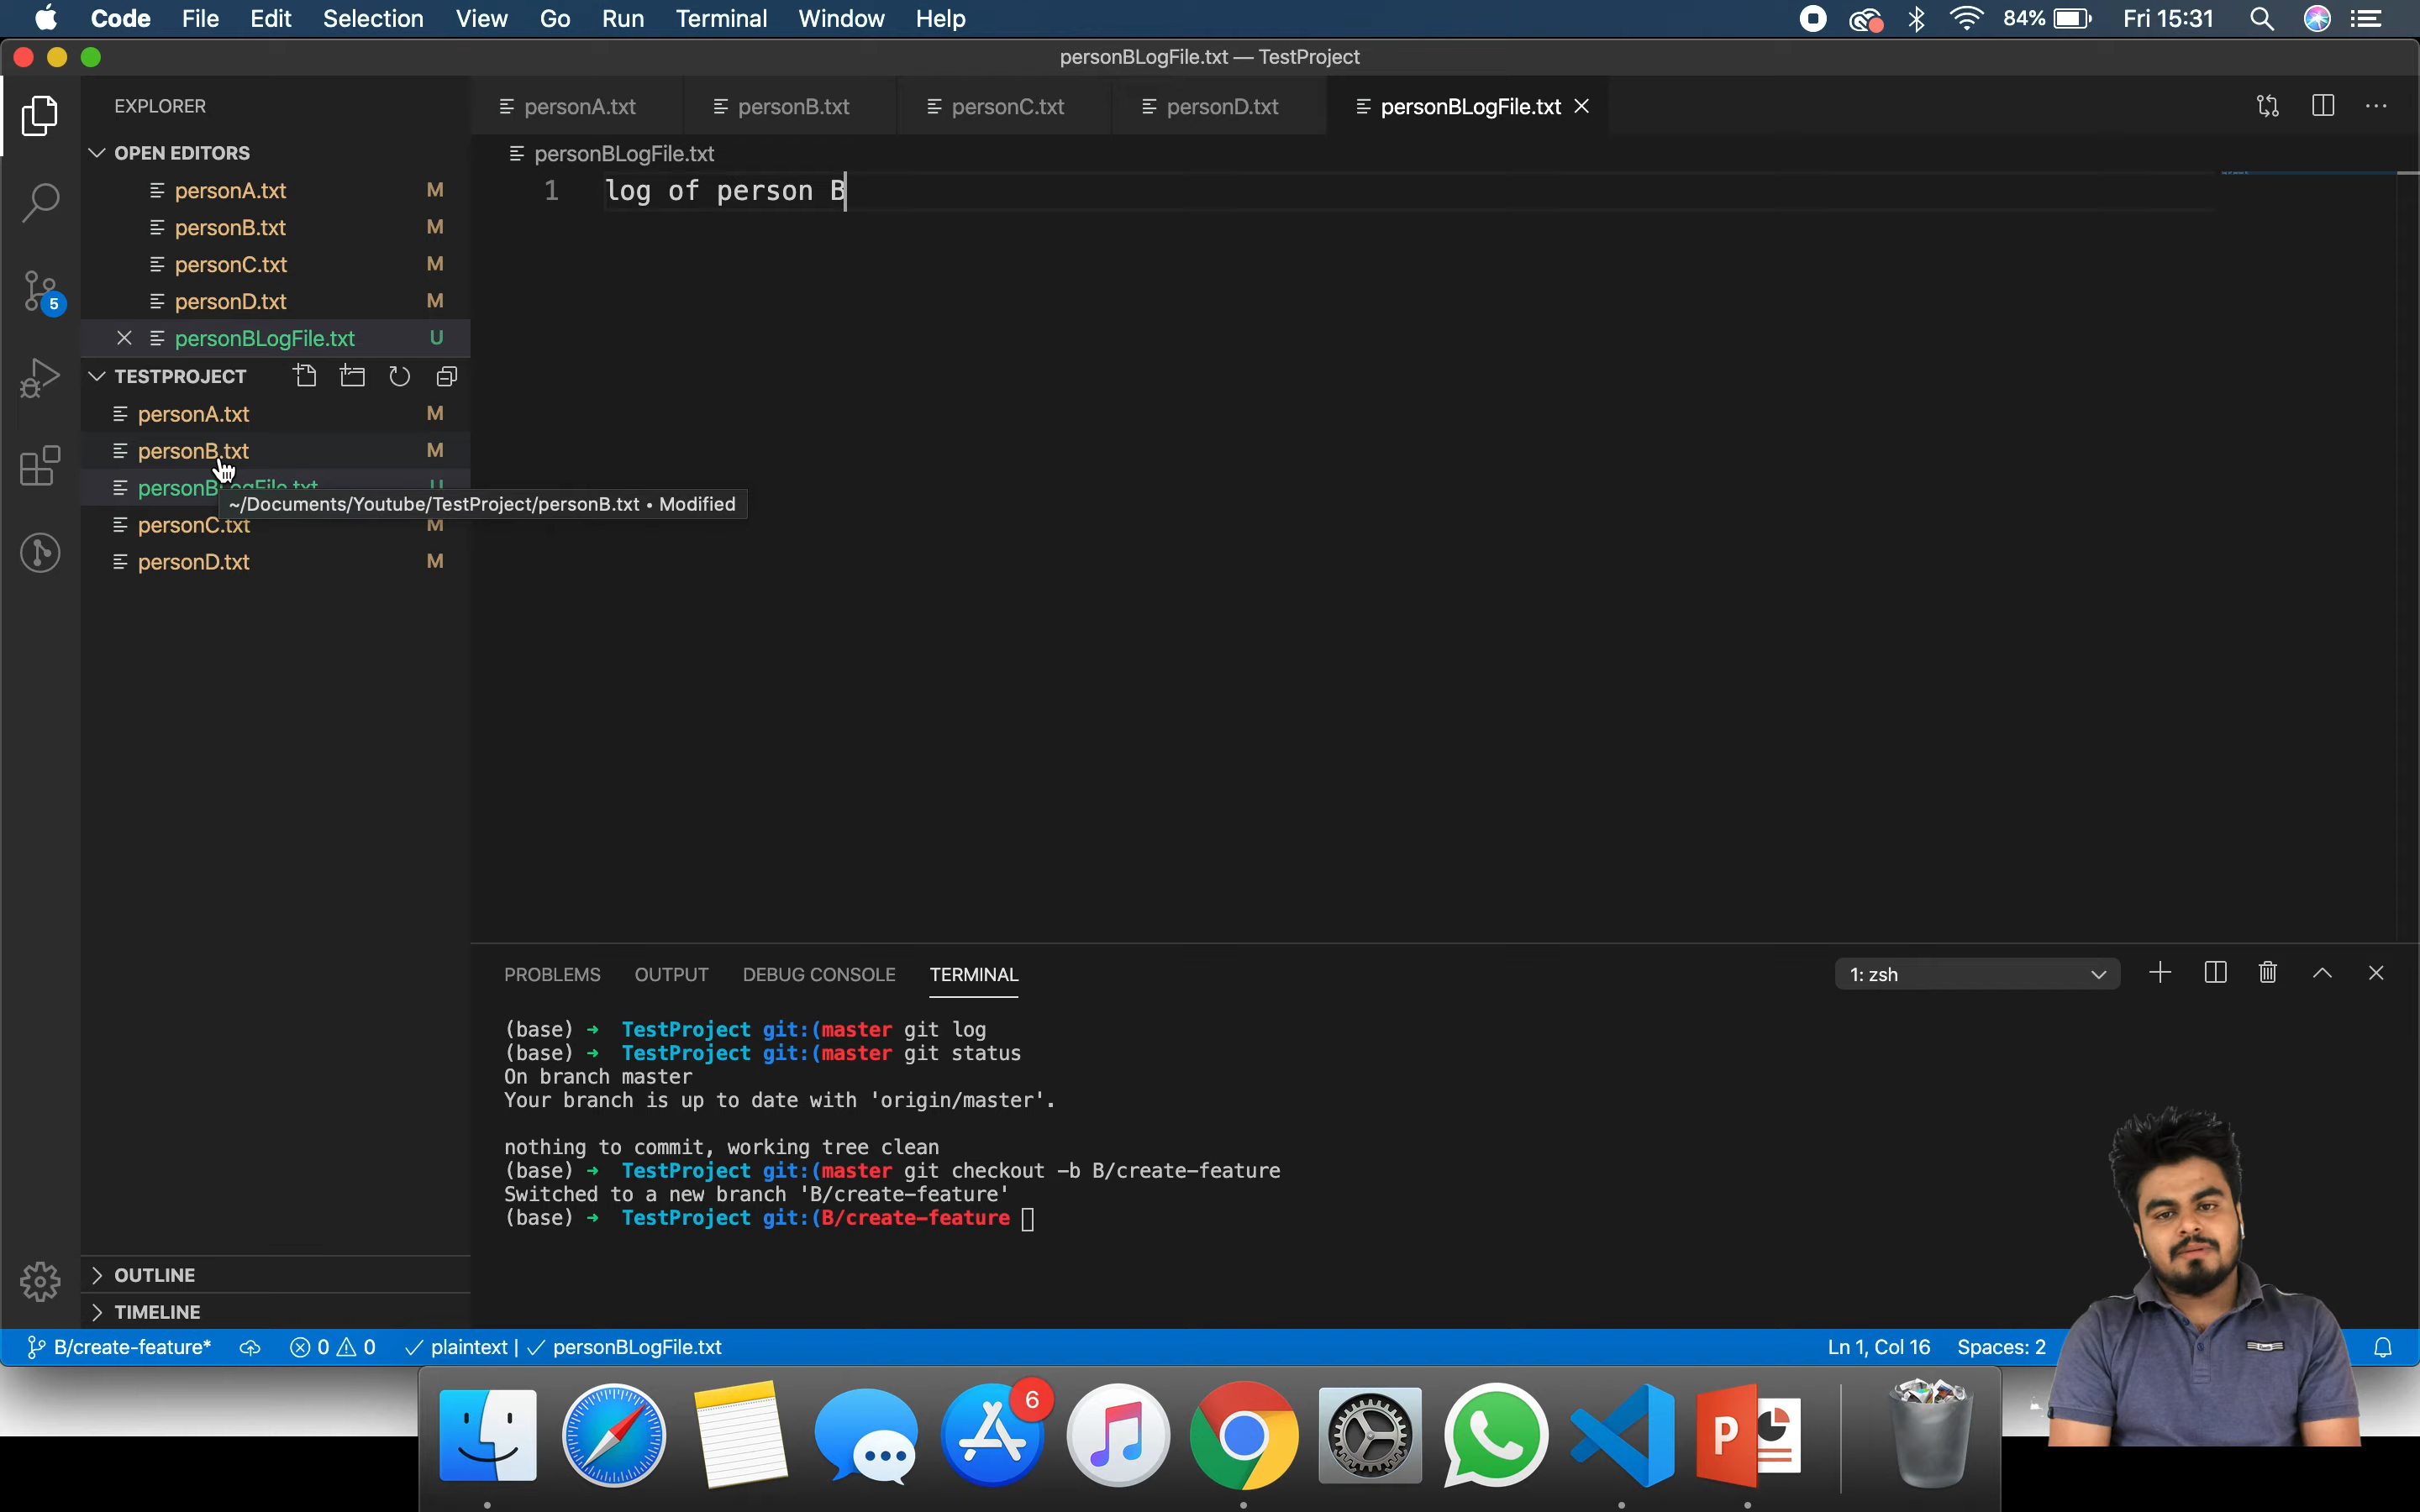 Code File Edit Selection View Go Run Terminal Window Help
84% Fri 15:31
personBLogFile.txt — TestProject
EXPLORER
OPEN EDITORS
personA.txt M
personB.txt M
personC.txt M
personD.txt M
personBLogFile.txt U
TESTPROJECT
personA.txt M
personB.txt M
personBLogFile.txt U
~/Documents/Youtube/TestProject/personB.txt • Modified
personC.txt M
personD.txt M
5
OUTLINE
TIMELINE
personA.txt personB.txt personC.txt personD.txt personBLogFile.txt
personBLogFile.txt
1 log of person B
PROBLEMS OUTPUT DEBUG CONSOLE TERMINAL
1: zsh
(base) ➜ TestProject git:(master git log
(base) ➜ TestProject git:(master git status
On branch master
Your branch is up to date with 'origin/master'.
nothing to commit, working tree clean
(base) ➜ TestProject git:(master git checkout -b B/create-feature
Switched to a new branch 'B/create-feature'
(base) ➜ TestProject git:(B/create-feature
B/create-feature* 0 0 ✓ plaintext | ✓ personBLogFile.txt
Ln 1, Col 16 Spaces: 2
6
P